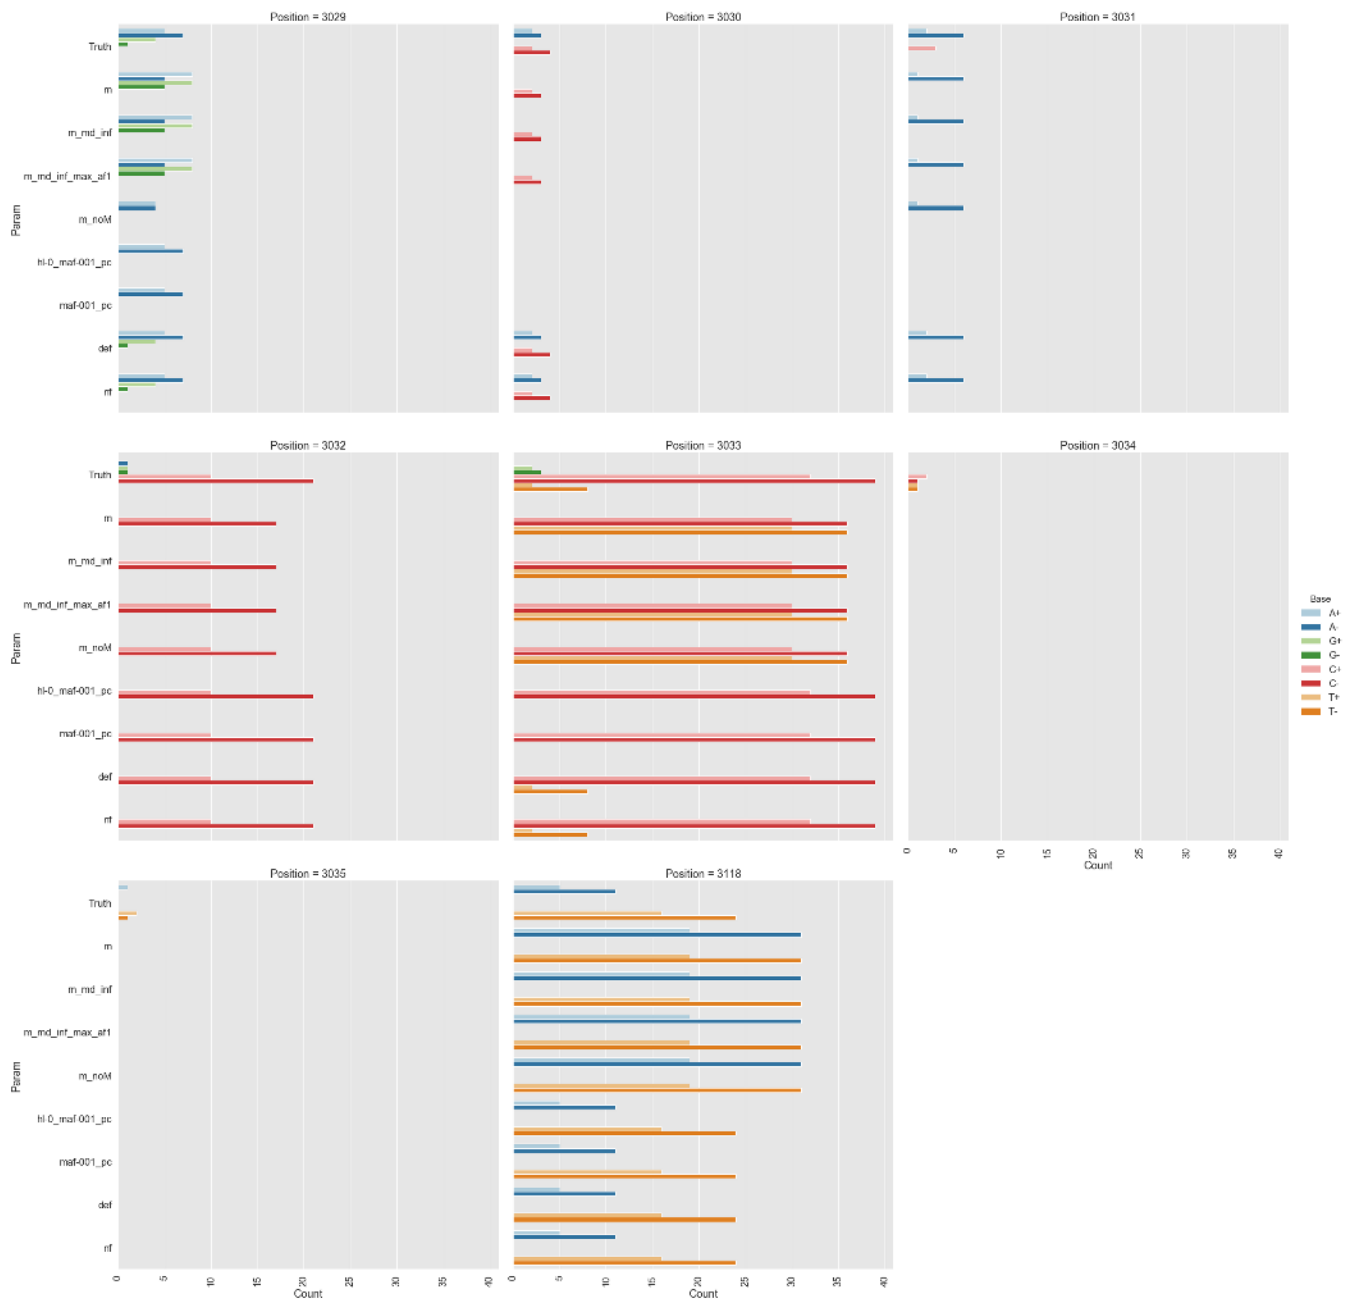 Position = 3029
Position = 3030
Position = 3031
Truth
m
m_md_inf
m_md_inf_max_af1
m_noM
hl-0_maf-001_pc
maf-001_pc
def
nf
Param
Position = 3032
Position = 3033
Position = 3034
Truth
m
m_md_inf
m_md_inf_max_af1
m_noM
hl-0_maf-001_pc
maf-001_pc
def
nf
Param
0 5 10 15 20 25 30 35 40
Count
Base
A+
A-
G+
G-
C+
C-
T+
T-
Position = 3035
Position = 3118
Truth
m
m_md_inf
m_md_inf_max_af1
m_noM
hl-0_maf-001_pc
maf-001_pc
def
nf
Param
0 5 10 15 20 25 30 35 40
Count
0 5 10 15 20 25 30 35 40
Count